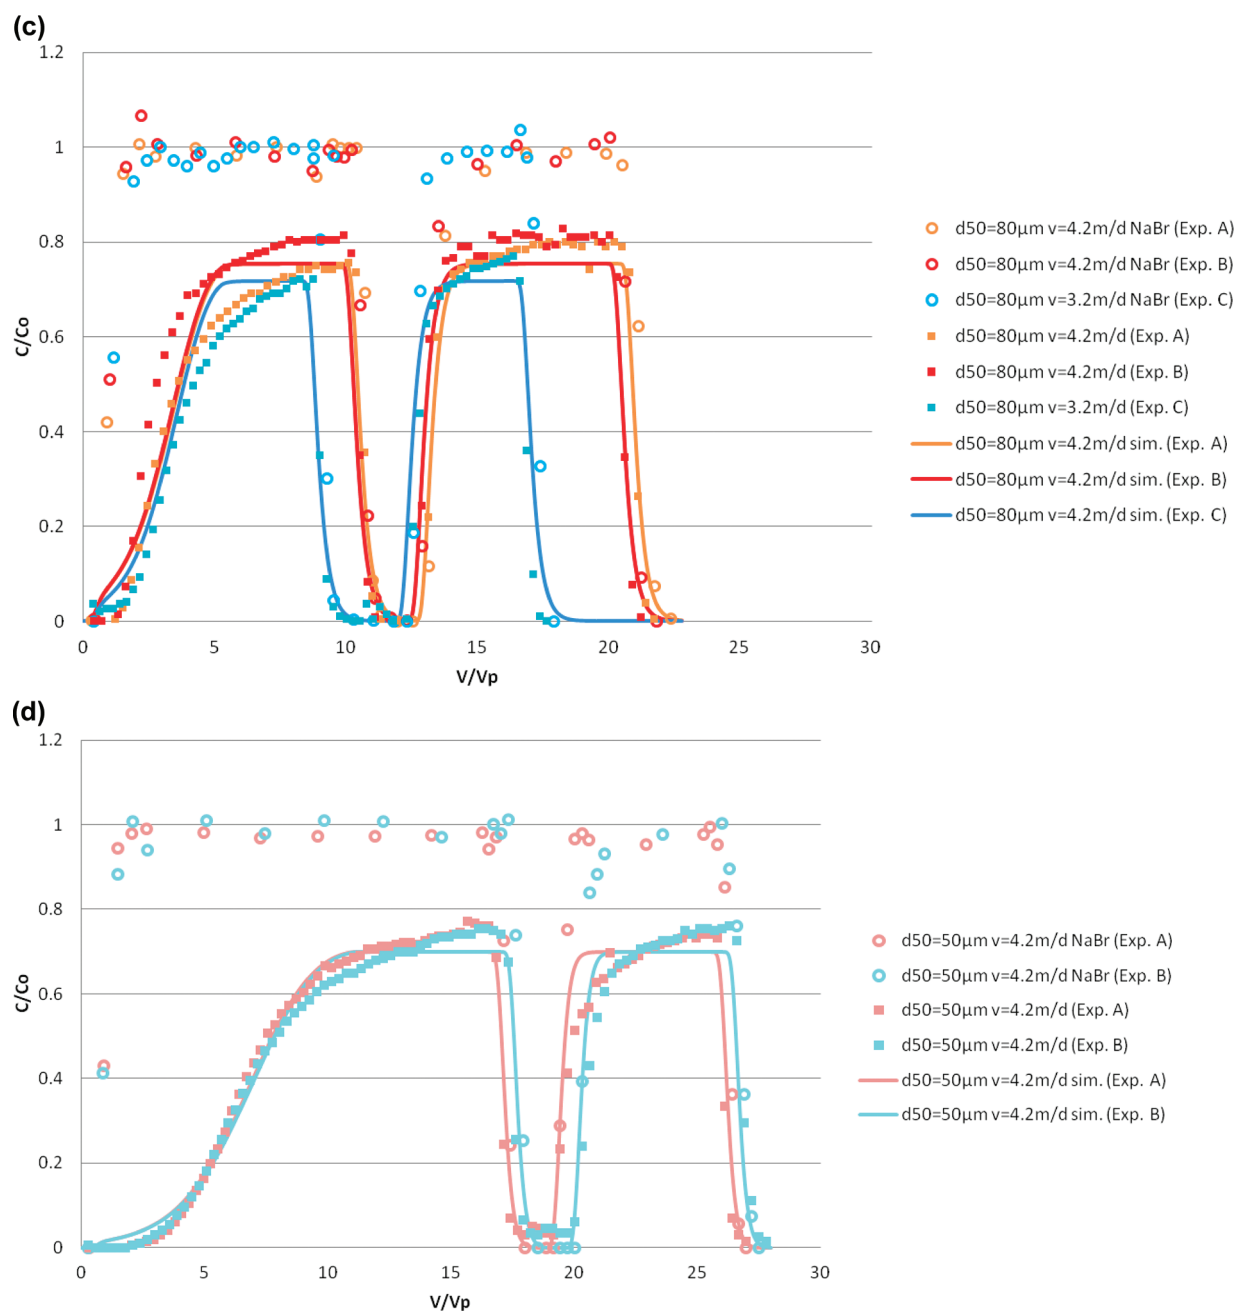 (c)
1.2
1
0.8
0.6
0.4
0.2
0
C/Co
0 5 10 15 20 25 30
V/Vp
d50=80µm v=4.2m/d NaBr (Exp. A)
d50=80µm v=4.2m/d NaBr (Exp. B)
d50=80µm v=3.2m/d NaBr (Exp. C)
d50=80µm v=4.2m/d (Exp. A)
d50=80µm v=4.2m/d (Exp. B)
d50=80µm v=3.2m/d (Exp. C)
d50=80µm v=4.2m/d sim. (Exp. A)
d50=80µm v=4.2m/d sim. (Exp. B)
d50=80µm v=4.2m/d sim. (Exp. C)
(d)
1.2
1
0.8
0.6
0.4
0.2
0
C/Co
0 5 10 15 20 25 30
V/Vp
d50=50µm v=4.2m/d NaBr (Exp. A)
d50=50µm v=4.2m/d NaBr (Exp. B)
d50=50µm v=4.2m/d (Exp. A)
d50=50µm v=4.2m/d (Exp. B)
d50=50µm v=4.2m/d sim. (Exp. A)
d50=50µm v=4.2m/d sim. (Exp. B)